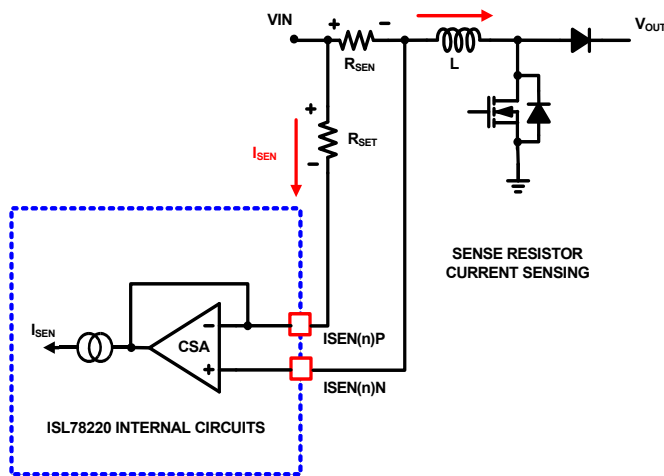 VIN
+
-
VOUT
RSEN
L
+
RSET
-
ISEN
SENSE RESISTOR
CURRENT SENSING
ISEN
-
CSA
+
ISEN(n)P
ISEN(n)N
ISL78220 INTERNAL CIRCUITS